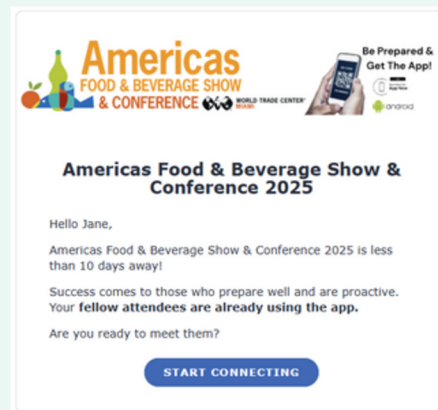 Americas
FOOD & BEVERAGE SHOW
& CONFERENCE
WORLD TRADE CENTER
MIAMI
Be Prepared &
Get The App!
App Now
android
Americas Food & Beverage Show &
Conference 2025
Hello Jane,
Americas Food & Beverage Show & Conference 2025 is less
than 10 days away!
Success comes to those who prepare well and are proactive.
Your fellow attendees are already using the app.
Are you ready to meet them?
START CONNECTING